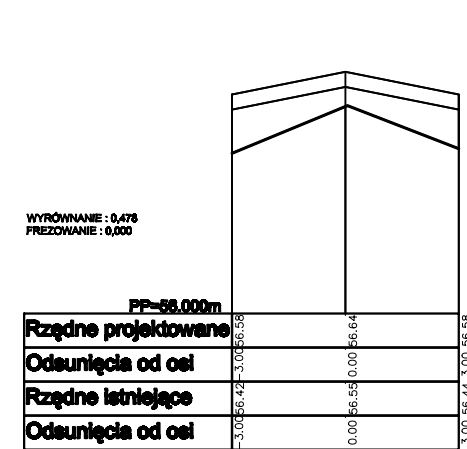 WYRÓWNANIE : 0,478
FREZOWANIE : 0,000
PP=56.000m
Rzędne projektowane 56.58 56.64 56.58
Odsunięcia od osi -3.00 0.00 3.00
Rzędne istniejące 56.42 56.55 56.44
Odsunięcia od osi -3.00 0.00 3.00